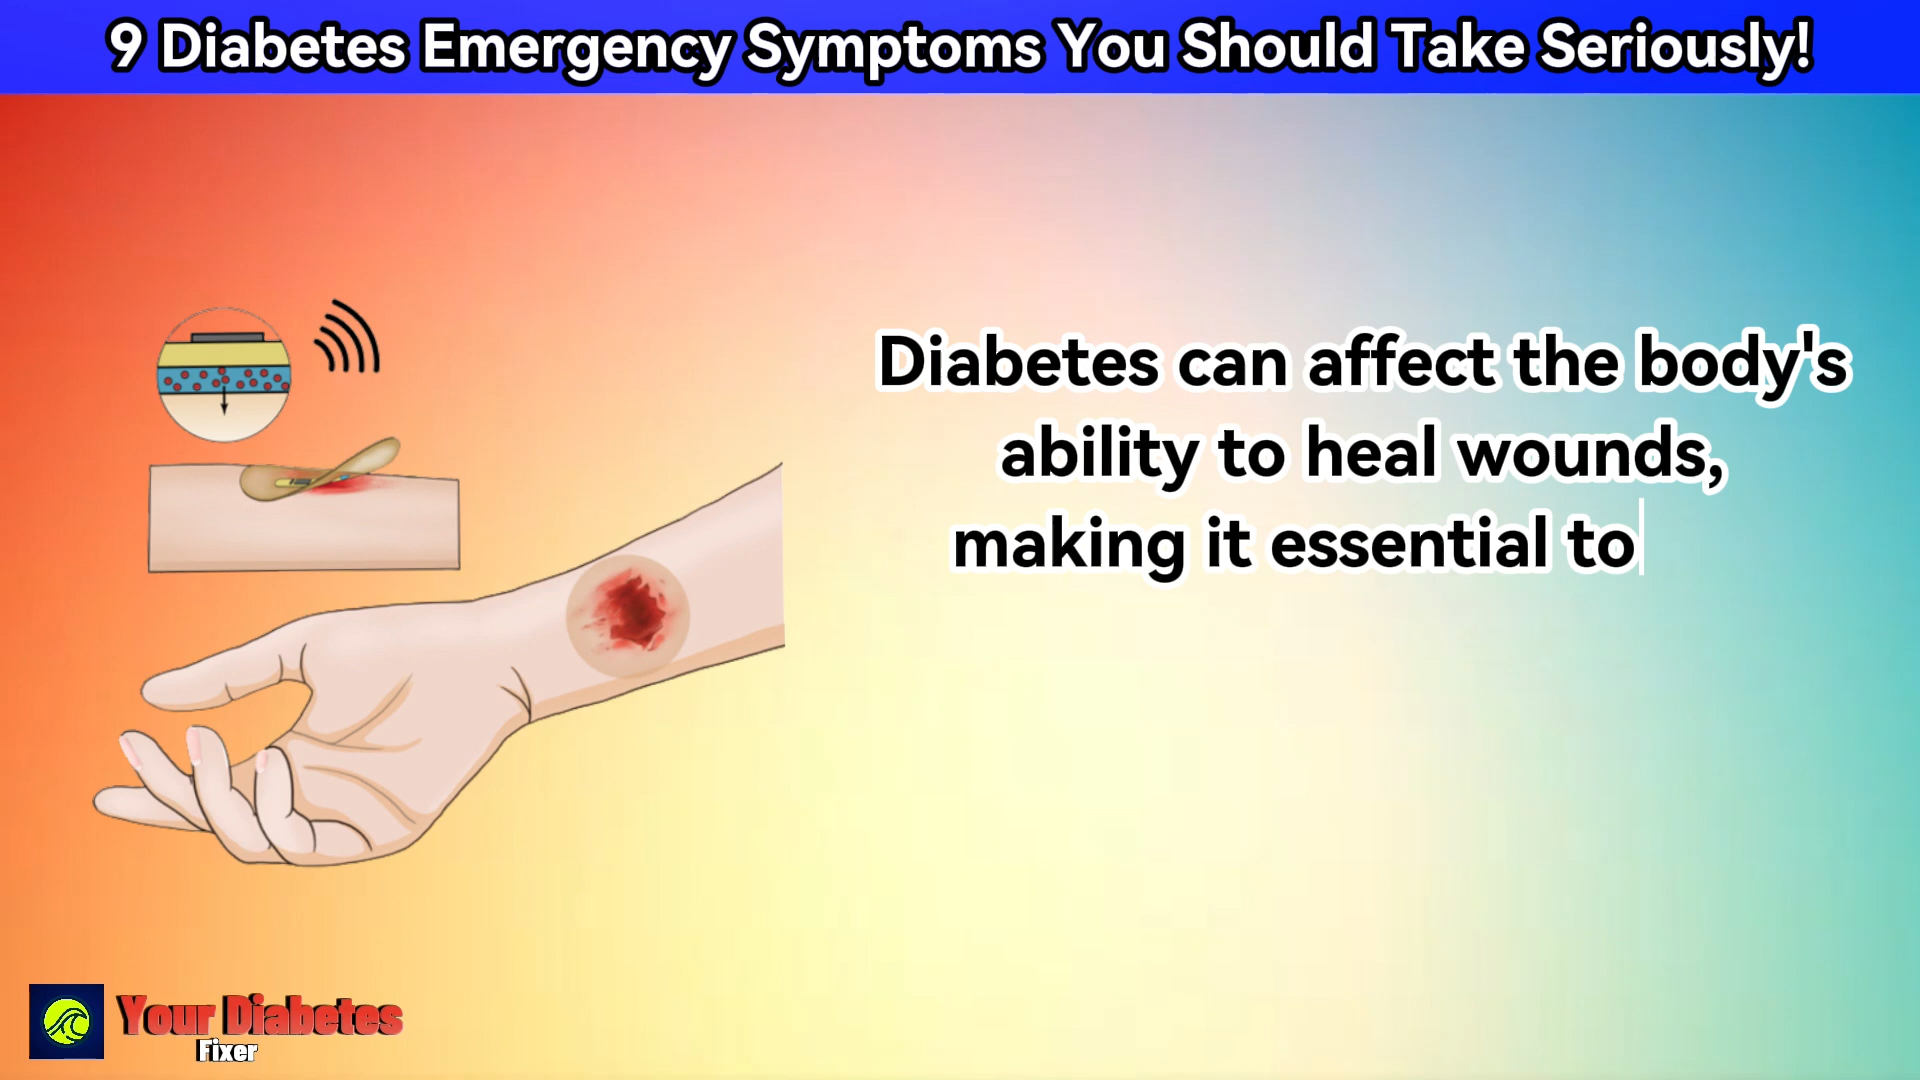 9 Diabetes Emergency Symptoms You Should Take Seriously!
Diabetes can affect the body's
ability to heal wounds,
making it essential to
Your Diabetes
Fixer